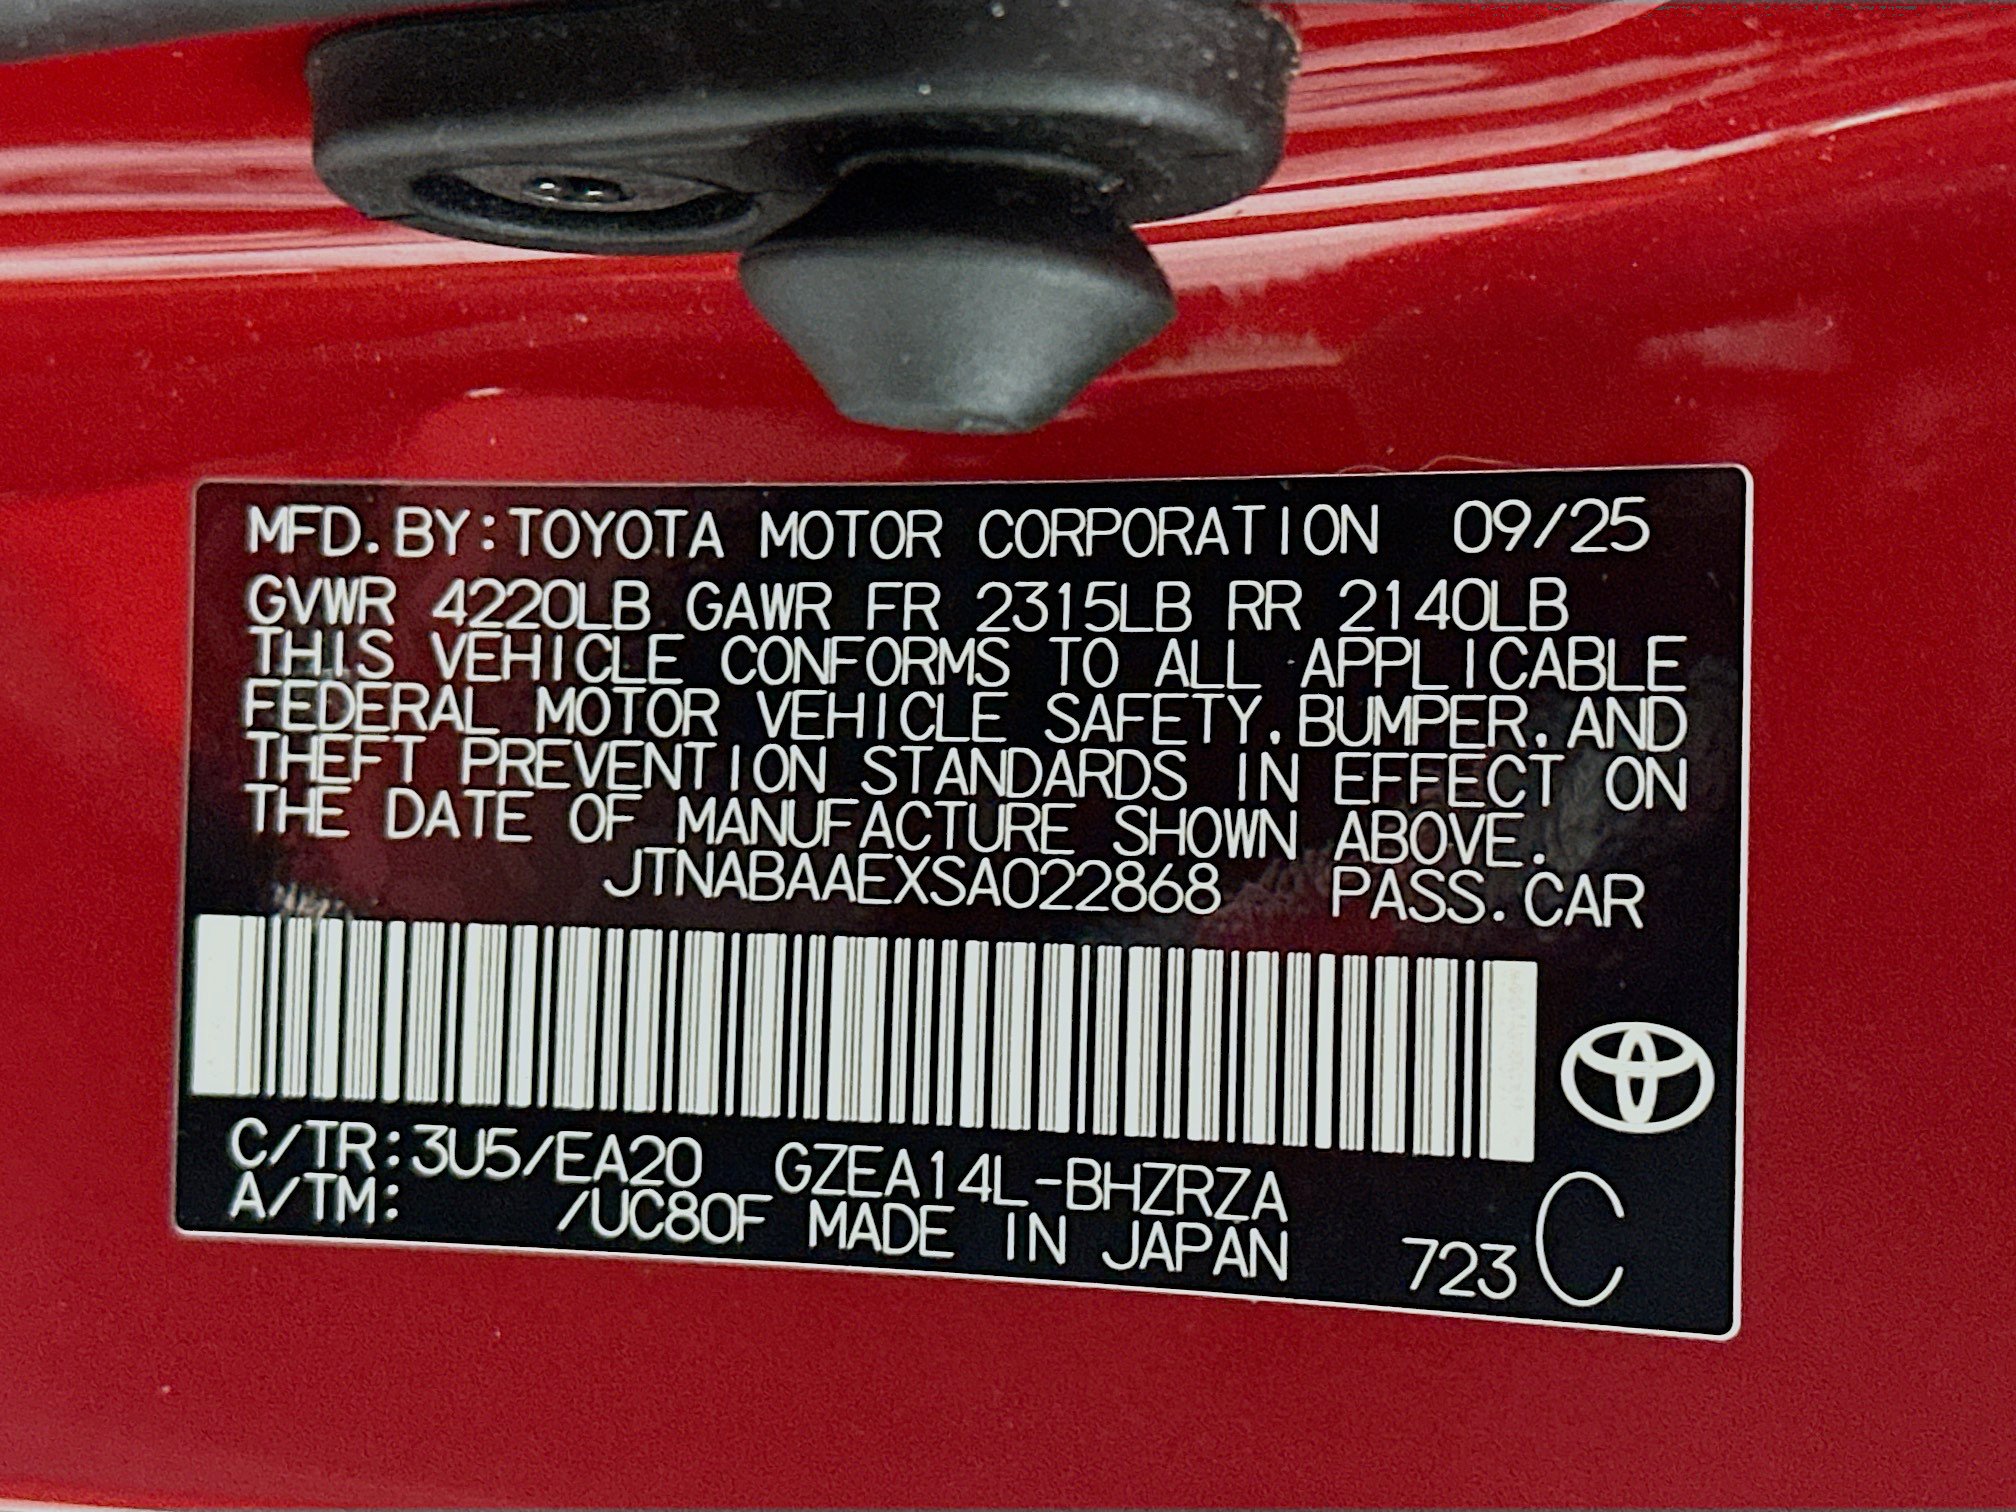 MFD.BY:TOYOTA MOTOR CORPORATION 09/25
GVWR 4220LB GAWR FR 2315LB RR 2140LB
THIS VEHICLE CONFORMS TO ALL APPLICABLE
FEDERAL MOTOR VEHICLE SAFETY,BUMPER,AND
THEFT PREVENTION STANDARDS IN EFFECT ON
THE DATE OF MANUFACTURE SHOWN ABOVE.
JTNABAAEXSA022868 PASS.CAR
C/TR:3U5/EA20 GZEA14L-BHZRZA
A/TM: /UC80F MADE IN JAPAN 723 C